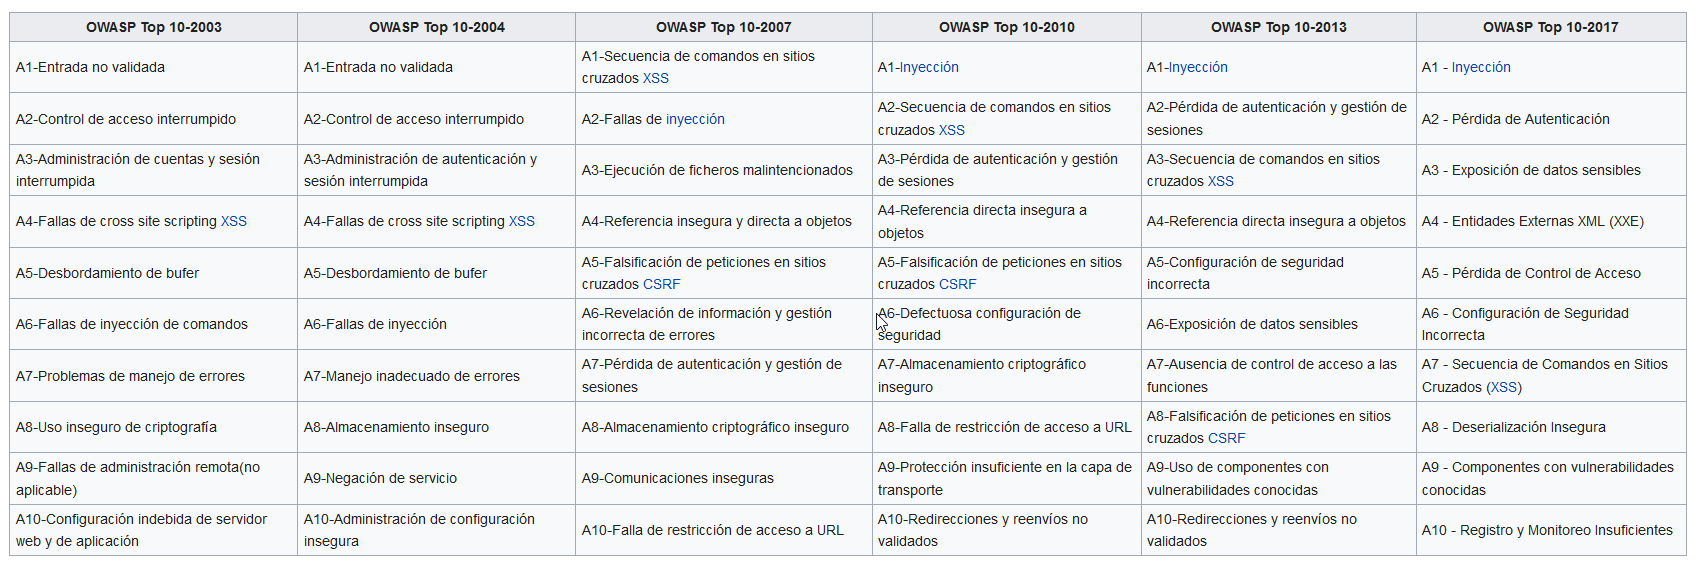 OWASP Top 10-2003 OWASP Top 10-2004 OWASP Top 10-2007 OWASP Top 10-2010 OWASP Top 10-2013 OWASP Top 10-2017
A1-Entrada no validada
A1-Entrada no validada
A1-Secuencia de comandos en sitios
cruzados XSS
A1-Inyección
A1-Inyección
A1 - Inyección
A2-Control de acceso interrumpido
A2-Control de acceso interrumpido
A2-Fallas de inyección
A2-Secuencia de comandos en sitios
cruzados XSS
A2-Pérdida de autenticación y gestión de
sesiones
A2 - Pérdida de Autenticación
A3-Administración de cuentas y sesión
interrumpida
A3-Administración de autenticación y
sesión interrumpida
A3-Ejecución de ficheros malintencionados
A3-Pérdida de autenticación y gestión
de sesiones
A3-Secuencia de comandos en sitios
cruzados XSS
A3 - Exposición de datos sensibles
A4-Fallas de cross site scripting XSS
A4-Fallas de cross site scripting XSS
A4-Referencia insegura y directa a objetos
A4-Referencia directa insegura a
objetos
A4-Referencia directa insegura a objetos
A4 - Entidades Externas XML (XXE)
A5-Desbordamiento de bufer
A5-Desbordamiento de bufer
A5-Falsificación de peticiones en sitios
cruzados CSRF
A5-Falsificación de peticiones en sitios
cruzados CSRF
A5-Configuración de seguridad
incorrecta
A5 - Pérdida de Control de Acceso
A6-Fallas de inyección de comandos
A6-Fallas de inyección
A6-Revelación de información y gestión
incorrecta de errores
A6-Defectuosa configuración de
seguridad
A6-Exposición de datos sensibles
A6 - Configuración de Seguridad
Incorrecta
A7-Problemas de manejo de errores
A7-Manejo inadecuado de errores
A7-Pérdida de autenticación y gestión de
sesiones
A7-Almacenamiento criptográfico
inseguro
A7-Ausencia de control de acceso a las
funciones
A7 - Secuencia de Comandos en Sitios
Cruzados (XSS)
A8-Uso inseguro de criptografía
A8-Almacenamiento inseguro
A8-Almacenamiento criptográfico inseguro
A8-Falla de restricción de acceso a URL
A8-Falsificación de peticiones en sitios
cruzados CSRF
A8 - Deserialización Insegura
A9-Fallas de administración remota(no
aplicable)
A9-Negación de servicio
A9-Comunicaciones inseguras
A9-Protección insuficiente en la capa de
transporte
A9-Uso de componentes con
vulnerabilidades conocidas
A9 - Componentes con vulnerabilidades
conocidas
A10-Configuración indebida de servidor
web y de aplicación
A10-Administración de configuración
insegura
A10-Falla de restricción de acceso a URL
A10-Redirecciones y reenvíos no
validados
A10-Redirecciones y reenvíos no
validados
A10 - Registro y Monitoreo Insuficientes